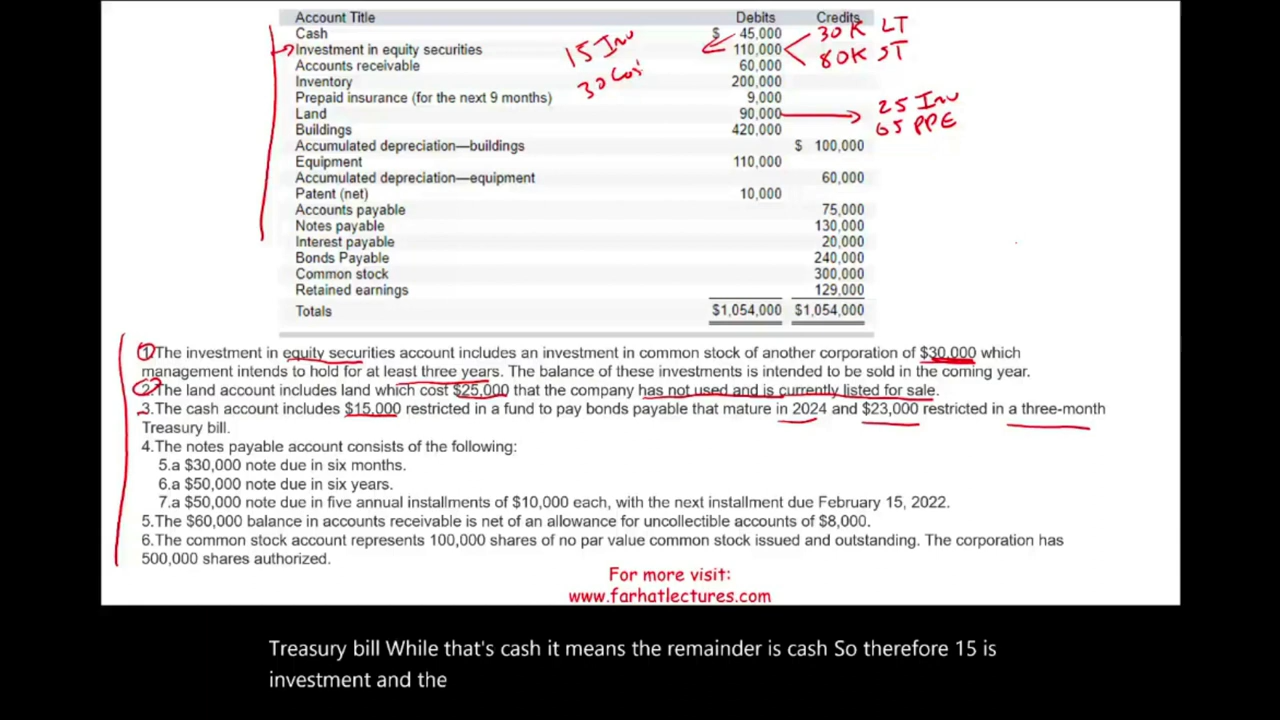 Account Title Debits Credits
Cash $ 45,000 30K LT
Investment in equity securities 15 Inv 110,000 80K ST
Accounts receivable 30 Cas 60,000
Inventory 200,000
Prepaid insurance (for the next 9 months) 9,000 25 Inv
Land 90,000 65 PPE
Buildings 420,000
Accumulated depreciation—buildings $ 100,000
Equipment 110,000
Accumulated depreciation—equipment 60,000
Patent (net) 10,000
Accounts payable 75,000
Notes payable 130,000
Interest payable 20,000
Bonds Payable 240,000
Common stock 300,000
Retained earnings 129,000
Totals $1,054,000 $1,054,000
1.The investment in equity securities account includes an investment in common stock of another corporation of $30,000 which
management intends to hold for at least three years. The balance of these investments is intended to be sold in the coming year.
2.The land account includes land which cost $25,000 that the company has not used and is currently listed for sale.
3.The cash account includes $15,000 restricted in a fund to pay bonds payable that mature in 2024 and $23,000 restricted in a three-month
Treasury bill.
4.The notes payable account consists of the following:
5.a $30,000 note due in six months.
6.a $50,000 note due in six years.
7.a $50,000 note due in five annual installments of $10,000 each, with the next installment due February 15, 2022.
5.The $60,000 balance in accounts receivable is net of an allowance for uncollectible accounts of $8,000.
6.The common stock account represents 100,000 shares of no par value common stock issued and outstanding. The corporation has
500,000 shares authorized.
For more visit:
www.farhatlectures.com
Treasury bill While that's cash it means the remainder is cash So therefore 15 is
investment and the